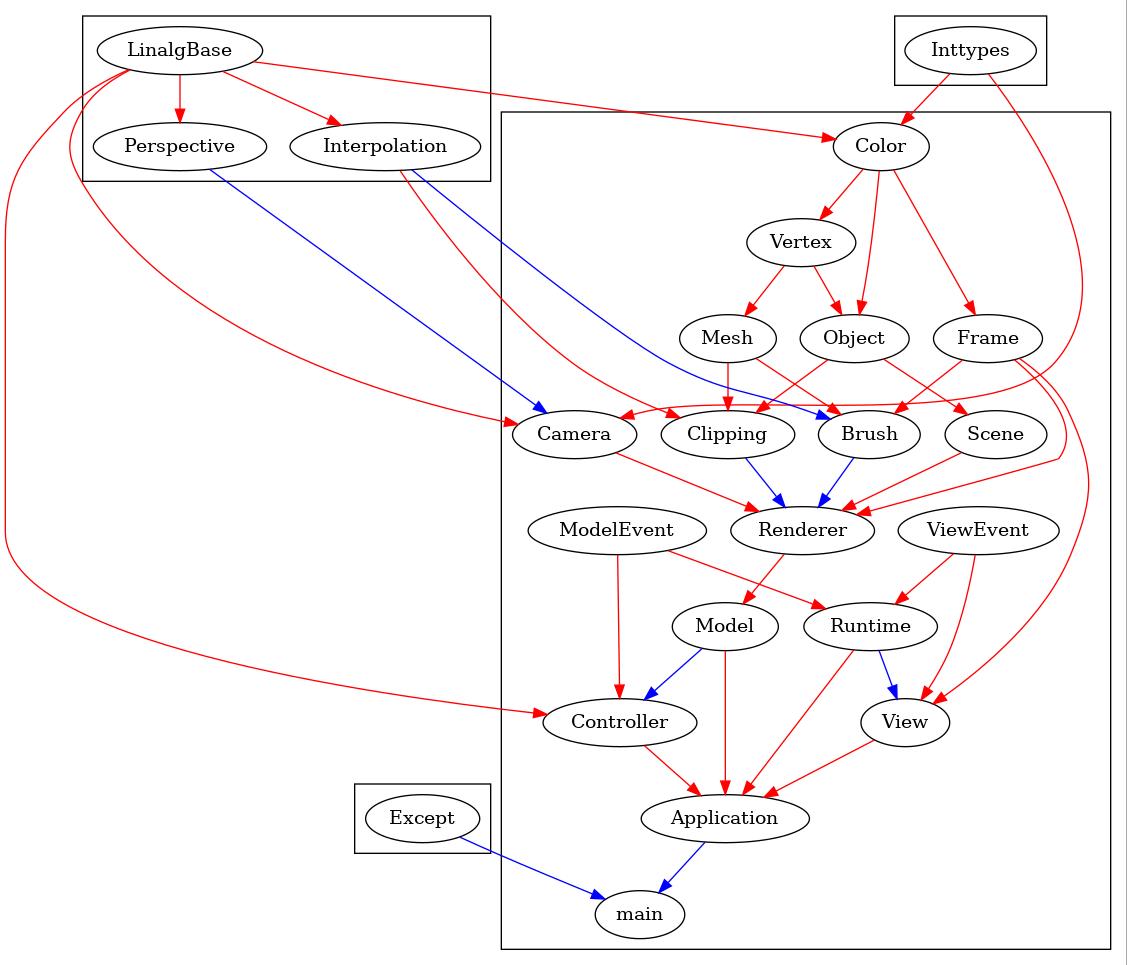 LinalgBase
Inttypes
Perspective
Interpolation
Color
Vertex
Mesh
Object
Frame
Camera
Clipping
Brush
Scene
ModelEvent
Renderer
ViewEvent
Model
Runtime
Controller
View
Except
Application
main